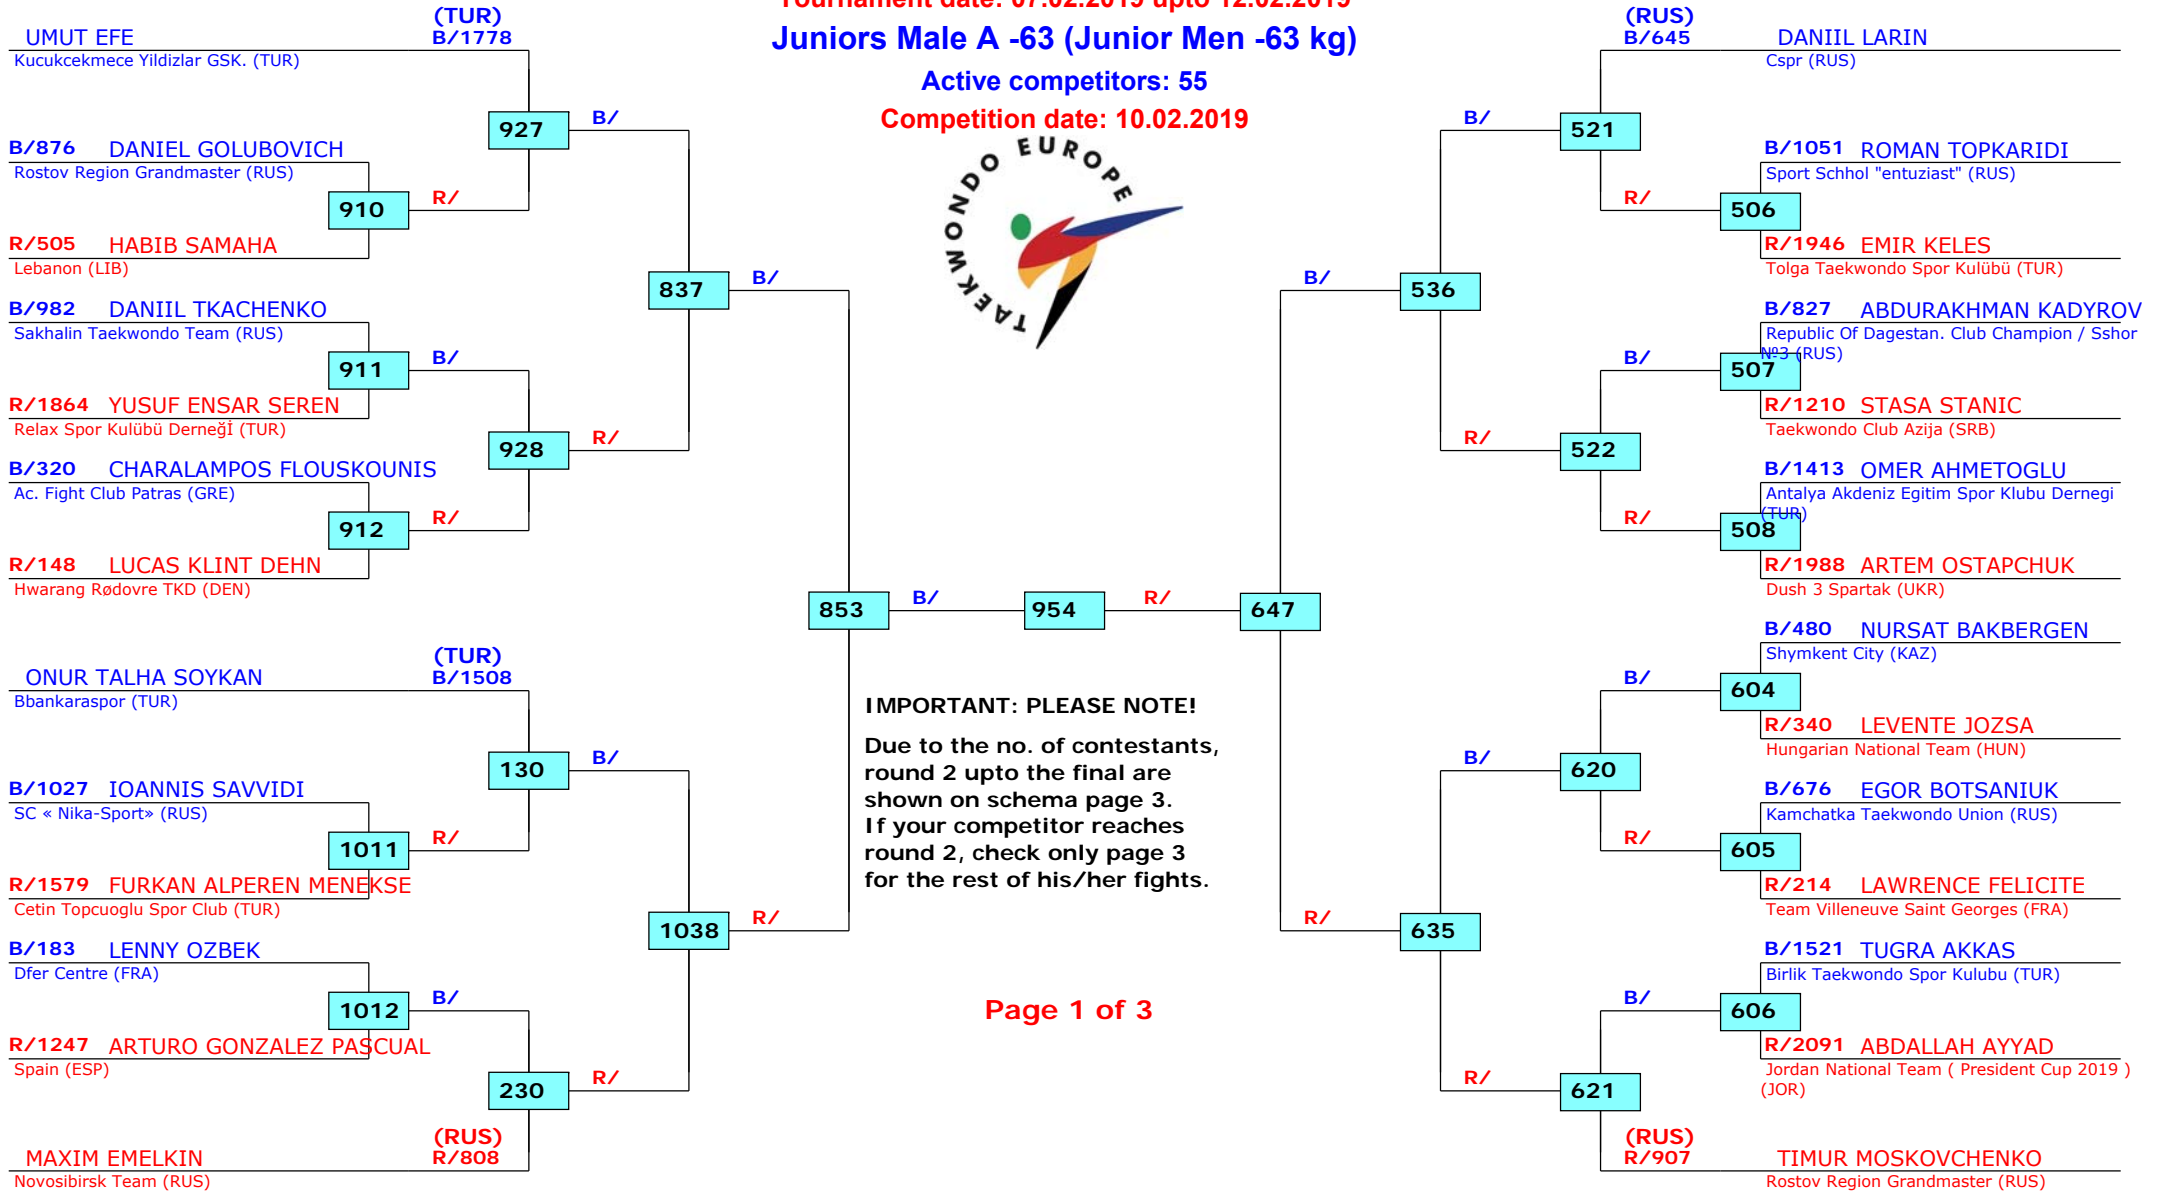 Tournament date: 07.02.2019 upto 12.02.2019
Juniors Male A -63 (Junior Men -63 kg)
Active competitors: 55
Competition date: 10.02.2019
TAEKWONDO EUROPE
(TUR)
UMUT EFE B/1778
Kucukcekmece Yildizlar GSK. (TUR)
927
B/
B/876 DANIEL GOLUBOVICH
Rostov Region Grandmaster (RUS)
910
R/
R/505 HABIB SAMAHA
Lebanon (LIB)
837
B/
B/982 DANIIL TKACHENKO
Sakhalin Taekwondo Team (RUS)
911
B/
R/1864 YUSUF ENSAR SEREN
Relax Spor Kulübü Derneğİ (TUR)
928
R/
B/320 CHARALAMPOS FLOUSKOUNIS
Ac. Fight Club Patras (GRE)
912
R/
R/148 LUCAS KLINT DEHN
Hwarang Rødovre TKD (DEN)
853
B/
954
R/
647
(TUR)
ONUR TALHA SOYKAN B/1508
Bbankaraspor (TUR)
130
B/
B/1027 IOANNIS SAVVIDI
SC « Nika-Sport» (RUS)
1011
R/
R/1579 FURKAN ALPEREN MENEKSE
Cetin Topcuoglu Spor Club (TUR)
1038
R/
B/183 LENNY OZBEK
Dfer Centre (FRA)
1012
B/
R/1247 ARTURO GONZALEZ PASCUAL
Spain (ESP)
230
R/
(RUS)
MAXIM EMELKIN R/808
Novosibirsk Team (RUS)
IMPORTANT: PLEASE NOTE!
Due to the no. of contestants,
round 2 upto the final are
shown on schema page 3.
If your competitor reaches
round 2, check only page 3
for the rest of his/her fights.
Page 1 of 3
(RUS)
B/645 DANIIL LARIN
Cspr (RUS)
B/
521
B/1051 ROMAN TOPKARIDI
Sport Schhol "entuziast" (RUS)
R/
506
R/1946 EMIR KELES
Tolga Taekwondo Spor Kulübü (TUR)
B/
536
B/827 ABDURAKHMAN KADYROV
Republic Of Dagestan. Club Champion / Sshor
№3 (RUS)
B/
507
R/1210 STASA STANIC
Taekwondo Club Azija (SRB)
R/
522
B/1413 OMER AHMETOGLU
Antalya Akdeniz Egitim Spor Klubu Dernegi
(TUR)
R/
508
R/1988 ARTEM OSTAPCHUK
Dush 3 Spartak (UKR)
B/480 NURSAT BAKBERGEN
Shymkent City (KAZ)
B/
604
R/340 LEVENTE JOZSA
Hungarian National Team (HUN)
B/
620
B/676 EGOR BOTSANIUK
Kamchatka Taekwondo Union (RUS)
R/
605
R/214 LAWRENCE FELICITE
Team Villeneuve Saint Georges (FRA)
R/
635
B/1521 TUGRA AKKAS
Birlik Taekwondo Spor Kulubu (TUR)
B/
606
R/2091 ABDALLAH AYYAD
Jordan National Team ( President Cup 2019 )
(JOR)
R/
621
(RUS)
R/907 TIMUR MOSKOVCHENKO
Rostov Region Grandmaster (RUS)